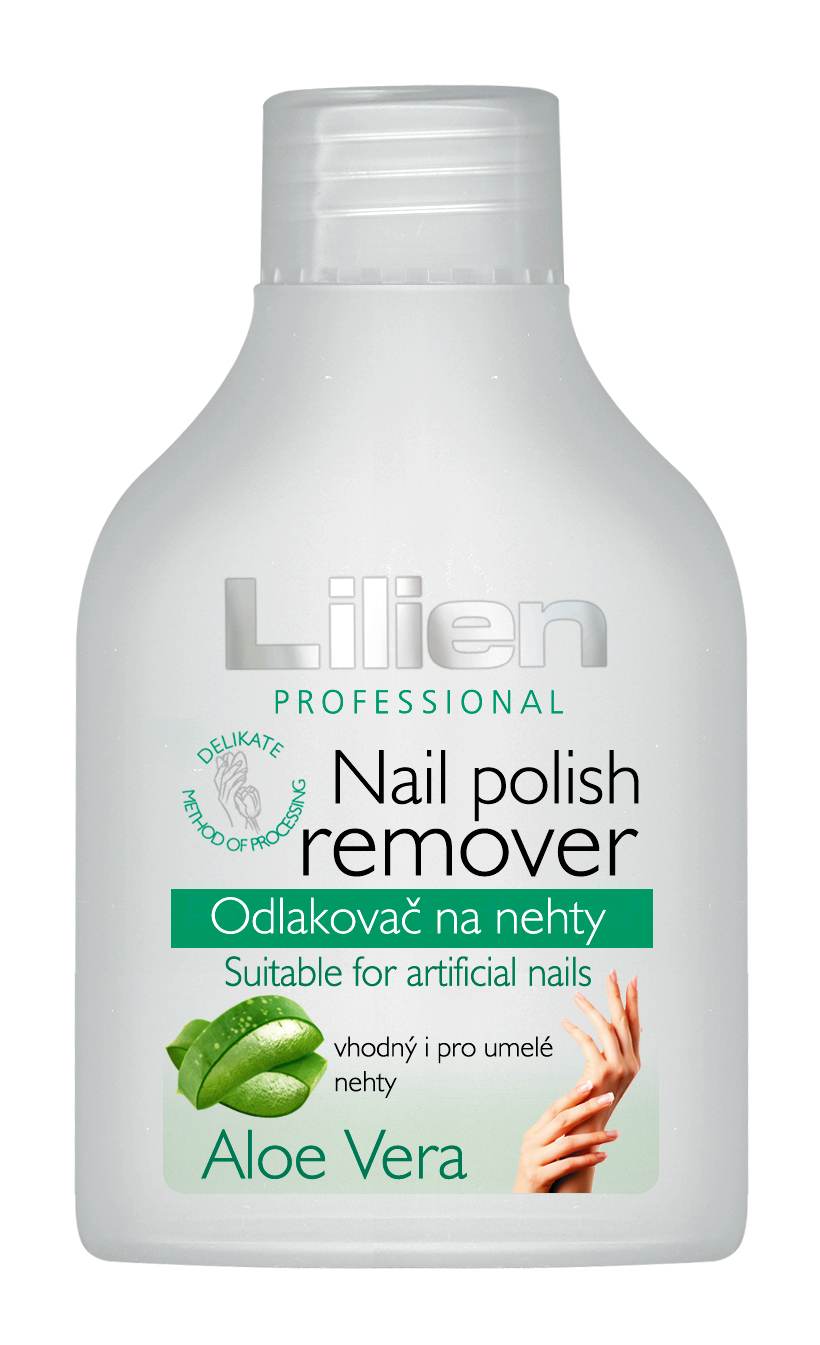 Lilien
PROFESSIONAL
DELIKATE
METHOD OF PROCESSING
Nail polish
remover
Odlakovač na nehty
Suitable for artificial nails
vhodný i pro umelé
nehty
Aloe Vera